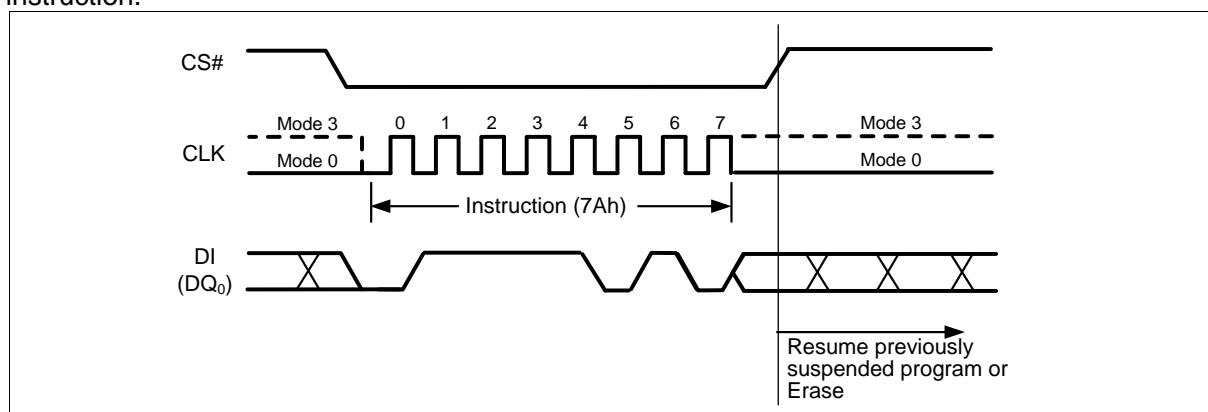 instruction.
CS#
Mode 3 0 1 2 3 4 5 6 7 Mode 3
CLK
Mode 0 Mode 0
Instruction (7Ah)
DI
(DQ0)
Resume previously
suspended program or
Erase